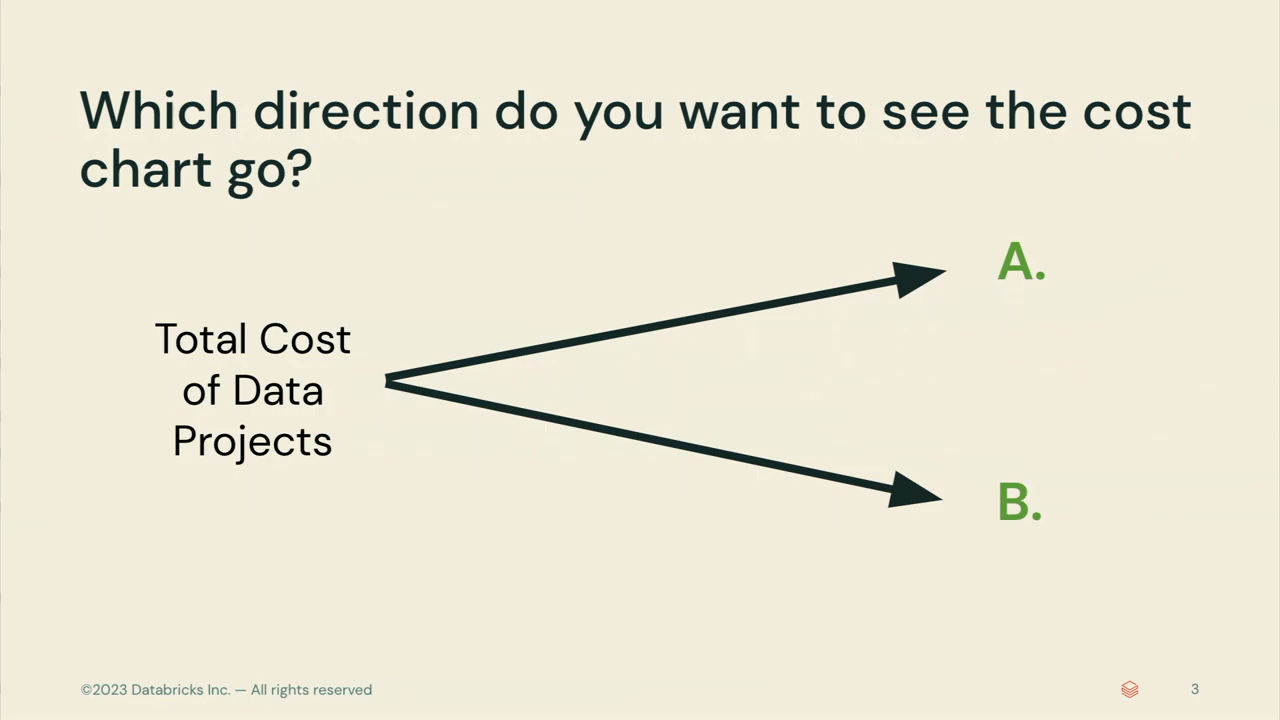 Which direction do you want to see the cost
chart go?
A.
Total Cost
of Data
Projects
B.
©2023 Databricks Inc. — All rights reserved
3